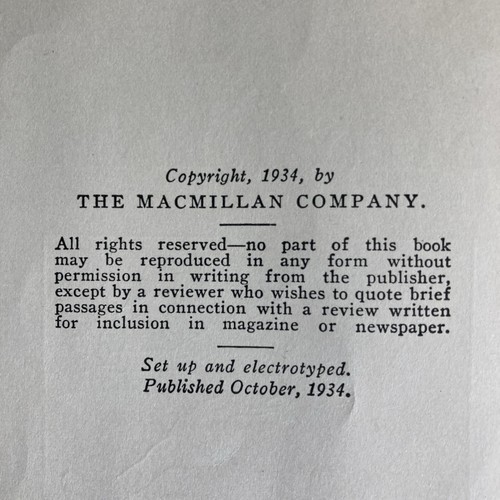 Copyright, 1934, by
THE MACMILLAN COMPANY.
All rights reserved—no part of this book
may be reproduced in any form without
permission in writing from the publisher,
except by a reviewer who wishes to quote brief
passages in connection with a review written
for inclusion in magazine or newspaper.
Set up and electrotyped.
Published October, 1934.